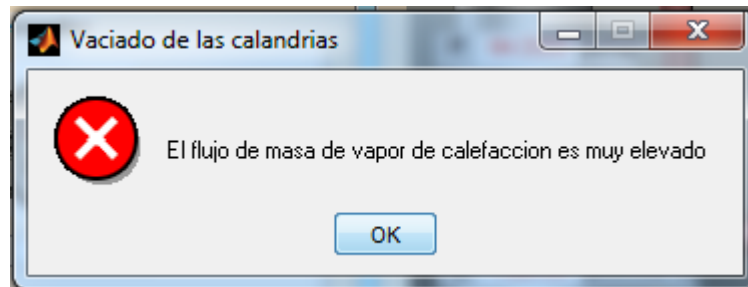 Vaciado de las calandrias
El flujo de masa de vapor de calefaccion es muy elevado
OK